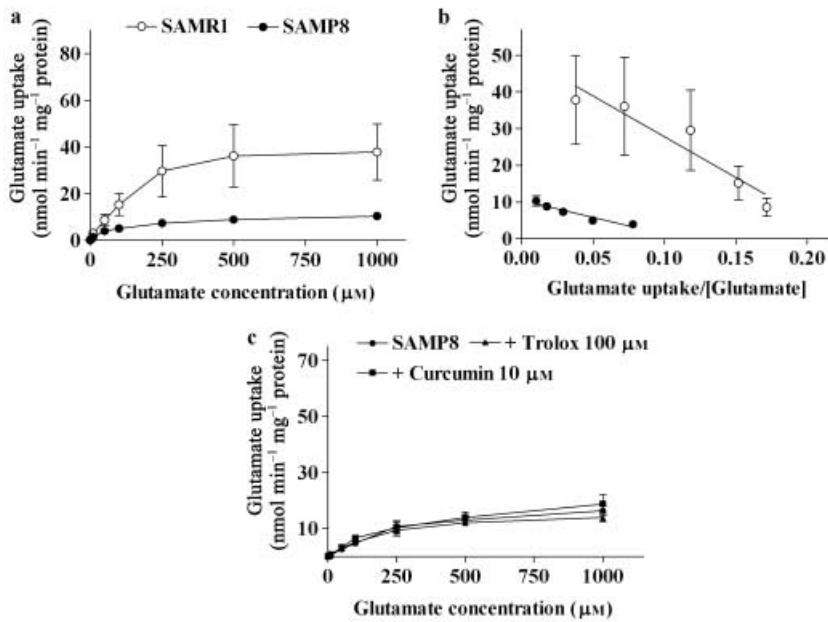 a
SAMR1 SAMP8
Glutamate uptake
(nmol min⁻¹ mg⁻¹ protein)
80
60
40
20
0
0 250 500 750 1000
Glutamate concentration (μM)
b
Glutamate uptake
(nmol min⁻¹ mg⁻¹ protein)
50
40
30
20
10
0
0.00 0.05 0.10 0.15 0.20
Glutamate uptake/[Glutamate]
c
SAMP8 + Trolox 100 μM
+ Curcumin 10 μM
Glutamate uptake
(nmol min⁻¹ mg⁻¹ protein)
70
50
30
10
0 250 500 750 1000
Glutamate concentration (μM)